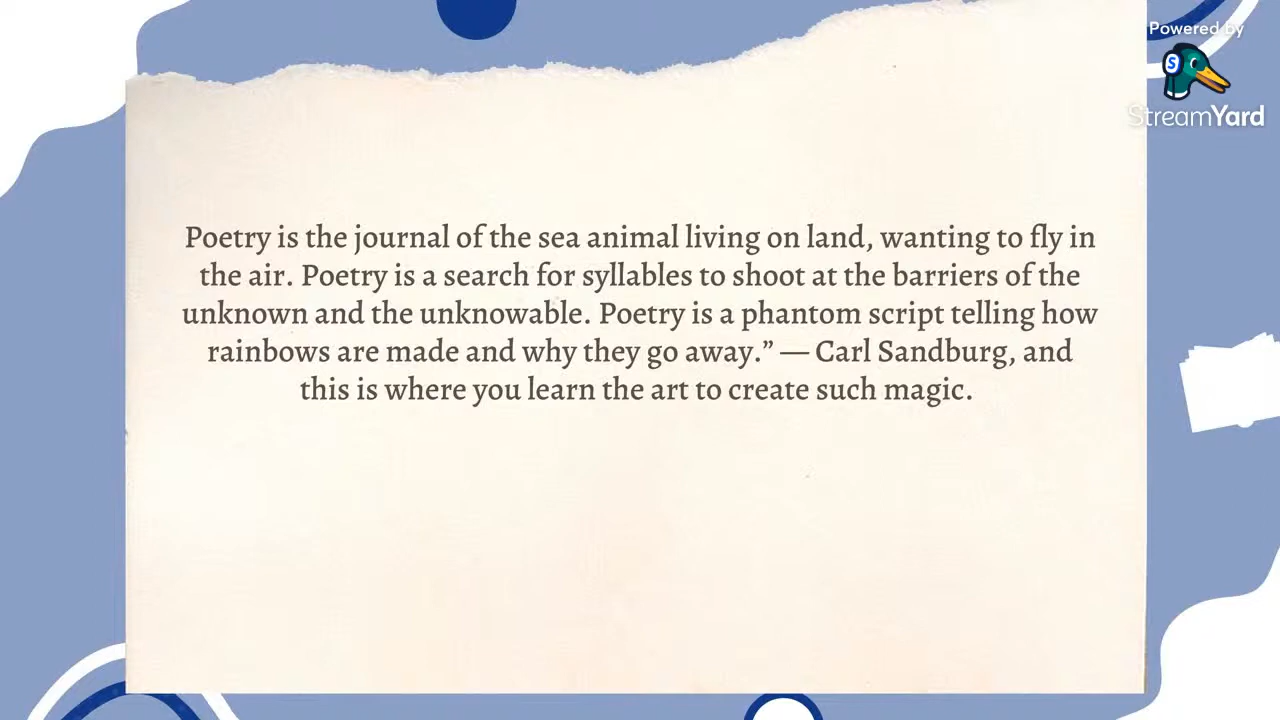 Powered by
StreamYard
Poetry is the journal of the sea animal living on land, wanting to fly in
the air. Poetry is a search for syllables to shoot at the barriers of the
unknown and the unknowable. Poetry is a phantom script telling how
rainbows are made and why they go away.” — Carl Sandburg, and
this is where you learn the art to create such magic.